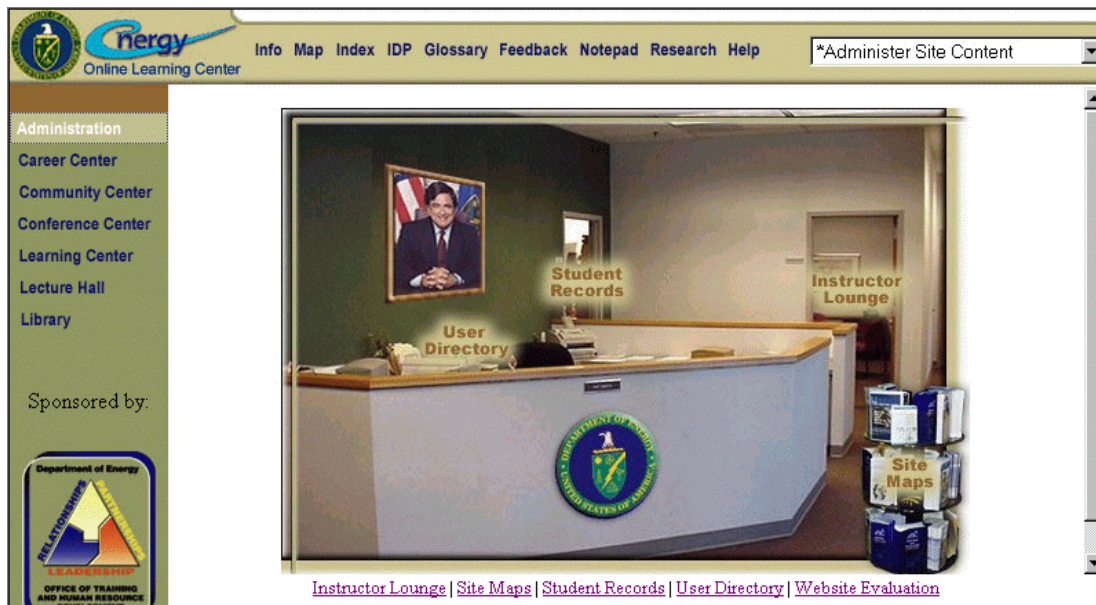 energy
Online Learning Center
Info Map Index IDP Glossary Feedback Notepad Research Help
*Administer Site Content
Administration
Career Center
Community Center
Conference Center
Learning Center
Lecture Hall
Library
Sponsored by:
Department of Energy
RELATIONSHIPS
PARTNERSHIPS
LEADERSHIP
OFFICE OF TRAINING
AND HUMAN RESOURCE
Student
Records
Instructor
Lounge
User
Directory
DEPARTMENT OF ENERGY
UNITED STATES OF AMERICA
Site
Maps
Instructor Lounge | Site Maps | Student Records | User Directory | Website Evaluation